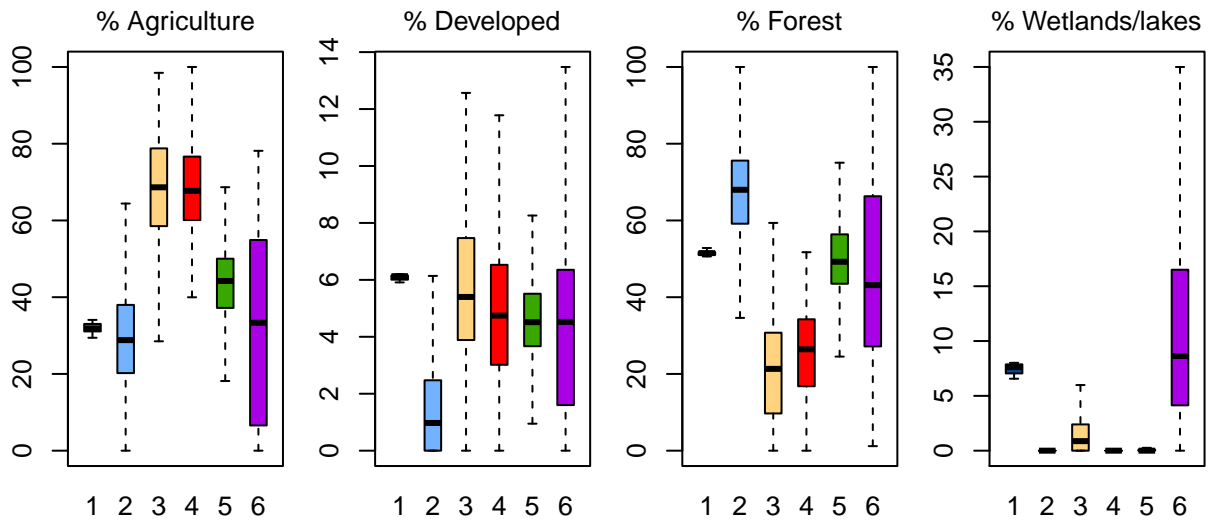 % Agriculture
0 20 40 60 80 100
1 2 3 4 5 6
% Developed
0 2 4 6 8 10 12 14
1 2 3 4 5 6
% Forest
0 20 40 60 80 100
1 2 3 4 5 6
% Wetlands/lakes
0 5 10 15 20 25 30 35
1 2 3 4 5 6